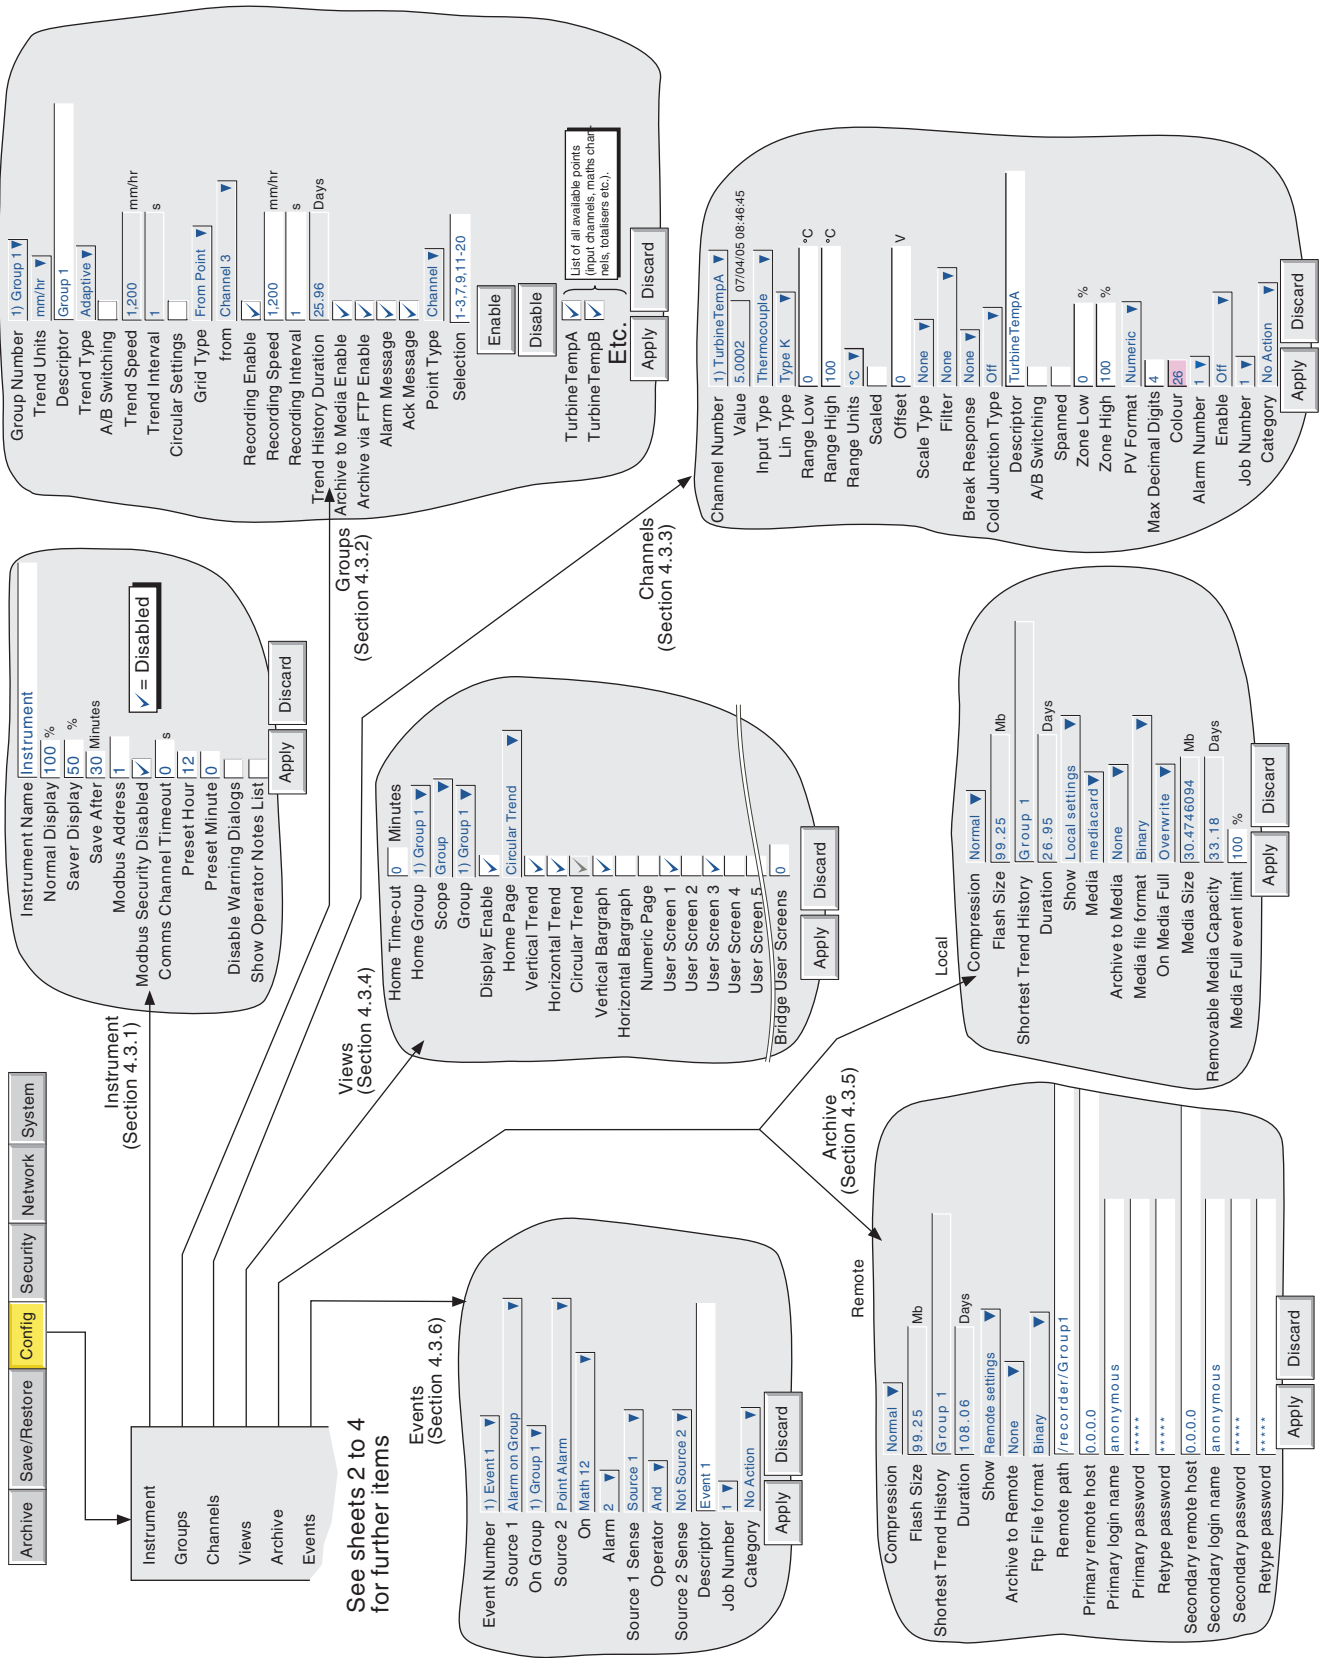 Archive
Save/Restore
Config
Security
Network
System
Instrument
Groups
Channels
Views
Archive
Events
See sheets 2 to 4
for further items
Instrument
(Section 4.3.1)
Instrument Name Instrument
Normal Display 100 %
Saver Display 50 %
Save After 30 Minutes
Modbus Address 1
Modbus Security Disabled
= Disabled
Comms Channel Timeout 0 s
Preset Hour 12
Preset Minute 0
Disable Warning Dialogs
Show Operator Notes List
Apply Discard
Groups
(Section 4.3.2)
Group Number 1) Group 1
Trend Units mm/hr
Descriptor Group 1
Trend Type Adaptive
A/B Switching
Trend Speed 1,200 mm/hr
Trend Interval 1 s
Circular Settings
Grid Type From Point
from Channel 3
Recording Enable
Recording Speed 1,200 mm/hr
Recording Interval 1 s
Trend History Duration 25,96 Days
Archive to Media Enable
Archive via FTP Enable
Alarm Message
Ack Message
Point Type Channel
Selection 1-3,7,9,11-20
Enable
Disable
TurbineTempA
TurbineTempB
Etc.
List of all available points
(input channels, maths chan-
nels, totalisers etc.).
Apply Discard
Views
(Section 4.3.4)
Home Time-out 0 Minutes
Home Group 1) Group 1
Scope Group
Group 1) Group 1
Display Enable
Home Page Circular Trend
Vertical Trend
Horizontal Trend
Circular Trend
Vertical Bargraph
Horizontal Bargraph
Numeric Page
User Screen 1
User Screen 2
User Screen 3
User Screen 4
User Screen 5
Bridge User Screens 0
Apply Discard
Channels
(Section 4.3.3)
Channel Number 1) TurbineTempA
Value 5.0002 07/04/05 08:46:45
Input Type Thermocouple
Lin Type Type K
Range Low 0 °C
Range High 100 °C
Range Units °C
Scaled
Offset 0 V
Scale Type None
Filter None
Break Response None
Cold Junction Type Off
Descriptor TurbineTempA
A/B Switching
Spanned
Zone Low 0 %
Zone High 100 %
PV Format Numeric
Max Decimal Digits 4
Colour 26
Alarm Number 1
Enable Off
Job Number 1
Category No Action
Apply Discard
Events
(Section 4.3.6)
Event Number 1) Event 1
Source 1 Alarm on Group
On Group 1) Group 1
Source 2 Point Alarm
On Math 12
Alarm 2
Source 1 Sense Source 1
Operator And
Source 2 Sense Not Source 2
Descriptor Event 1
Job Number 1
Category No Action
Apply Discard
Archive
(Section 4.3.5)
Remote
Compression Normal
Flash Size 99.25 Mb
Shortest Trend History Group 1
Duration 108.06 Days
Show Remote settings
Archive to Remote None
Ftp File format Binary
Remote path /recorder/Group1
Primary remote host 0.0.0.0
Primary login name anonymous
Primary password ****
Retype password ****
Secondary remote host 0.0.0.0
Secondary login name anonymous
Secondary password *****
Retype password *****
Apply Discard
Local
Compression Normal
Flash Size 99.25 Mb
Shortest Trend History Group 1
Duration 26.95 Days
Show Local settings
Media mediacard
Archive to Media None
Media file format Binary
On Media Full Overwrite
Media Size 30.4746094 Mb
Removable Media Capacity 33.18 Days
Media Full event limit 100 %
Apply Discard